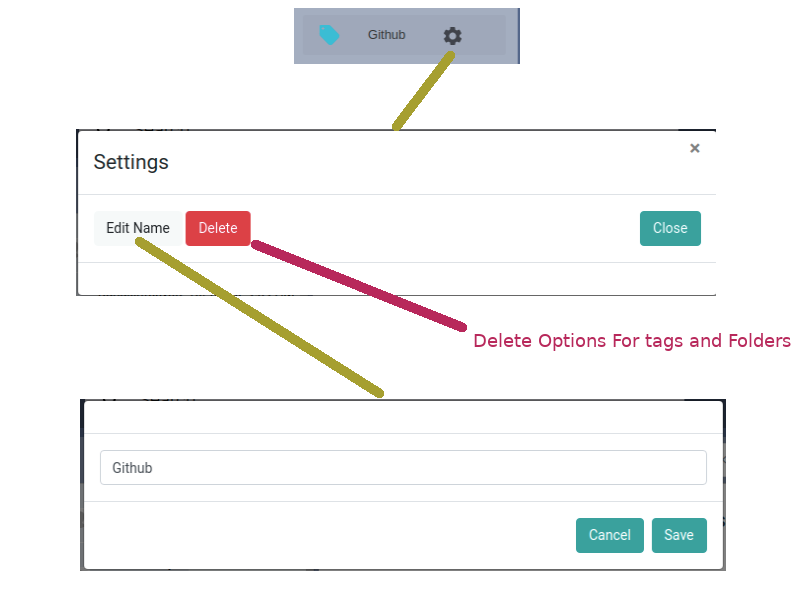 Github
Settings
×
Edit Name
Delete
Close
Delete Options For tags and Folders
Github
Cancel
Save